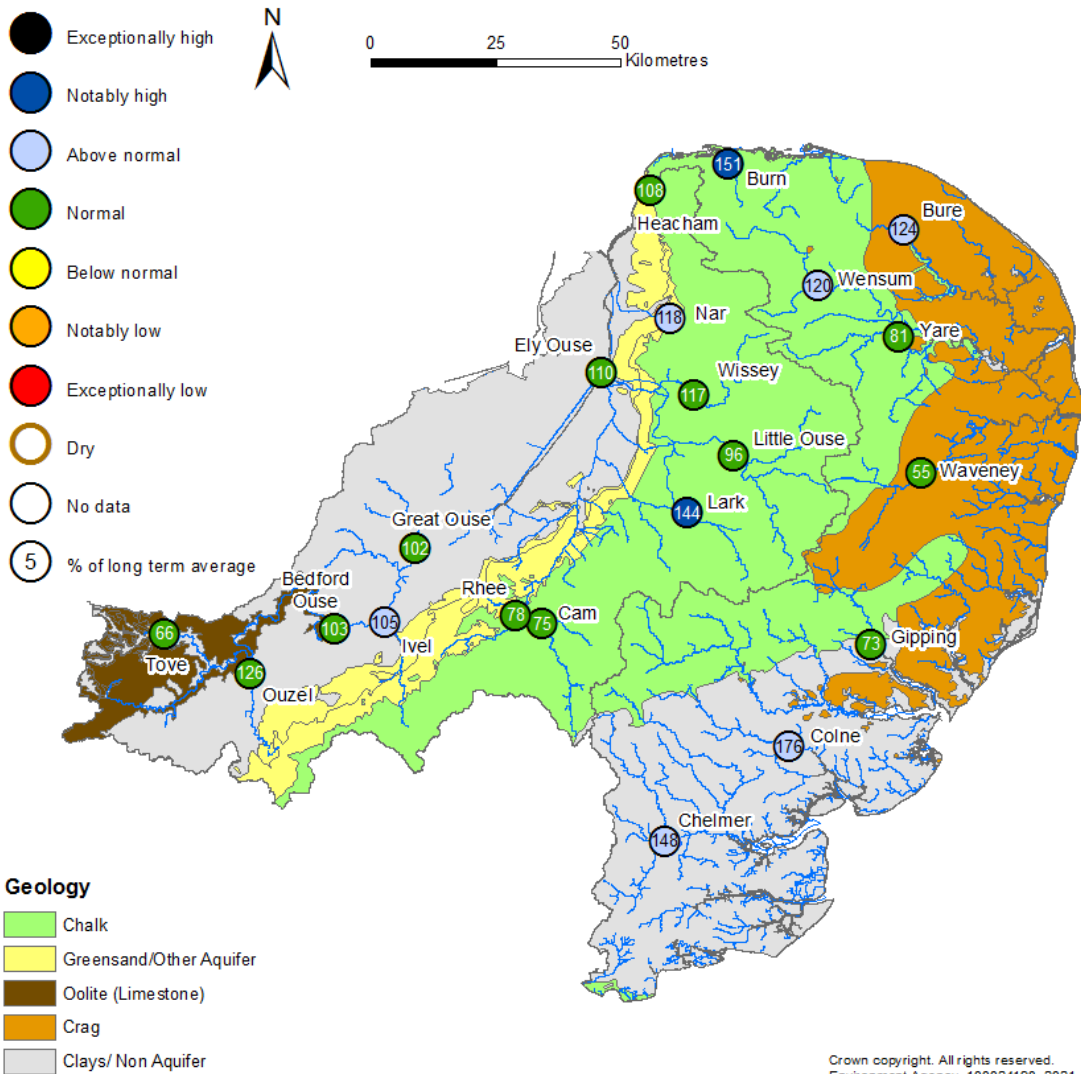 Exceptionally high
Notably high
Above normal
Normal
Below normal
Notably low
Exceptionally low
Dry
No data
5 % of long term average
N
0 25 50
Kilometres
151
Burn
108
Heacham
Bure
124
Wensum
120
118 Nar
Yare
81
Ely Ouse
110
Wissey
117
Little Ouse
96
55 Waveney
Lark
144
Great Ouse
102
Bedford
Ouse
103
105
Ivel
Rhee
78
Cam
75
Gipping
73
66
Tove
126
Ouzel
Colne
176
Chelmer
148
Geology
Chalk
Greensand/Other Aquifer
Oolite (Limestone)
Crag
Clays/ Non Aquifer
Crown copyright. All rights reserved.